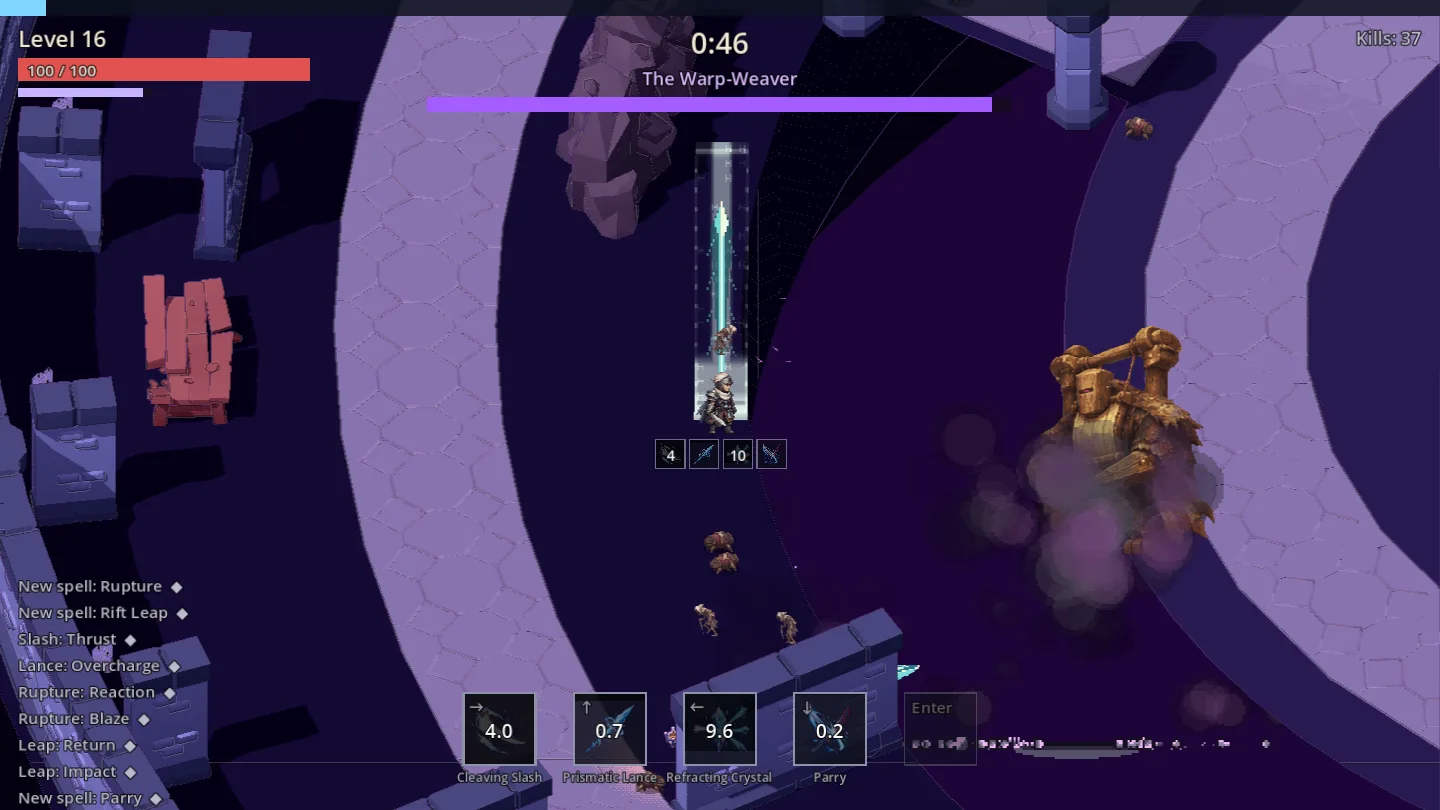 Level 16
0:46
Kills: 37
100 / 100
The Warp-Weaver
4
10
New spell: Rupture
New spell: Rift Leap
Slash: Thrust
Lance: Overcharge
Rupture: Reaction
Rupture: Blaze
Leap: Return
Leap: Impact
New spell: Parry
4.0
0.7
9.6
0.2
Enter
Cleaving Slash
Prismatic Lance
Refracting Crystal
Parry